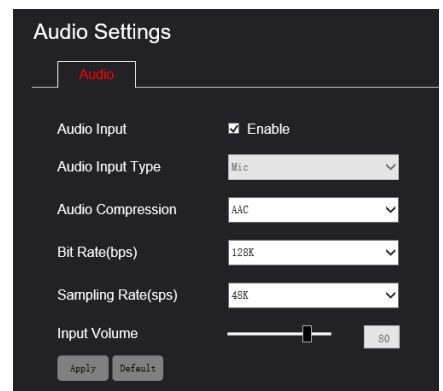 Audio Settings
Audio
Audio Input Enable
Audio Input Type Mic
Audio Compression AAC
Bit Rate(bps) 128K
Sampling Rate(sps) 48K
Input Volume 80
Apply Default